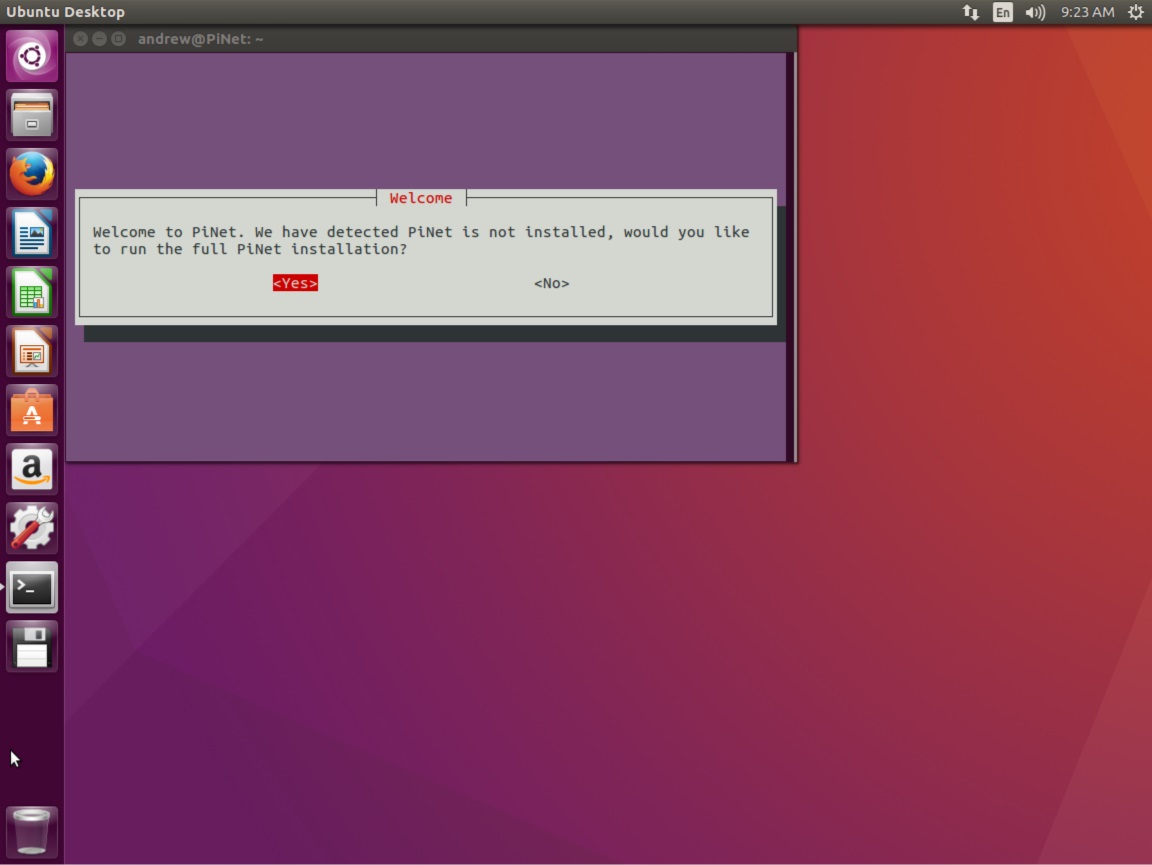 Ubuntu Desktop
En
9:23 AM
andrew@PiNet: ~
Welcome
Welcome to PiNet. We have detected PiNet is not installed, would you like
to run the full PiNet installation?
<Yes> <No>